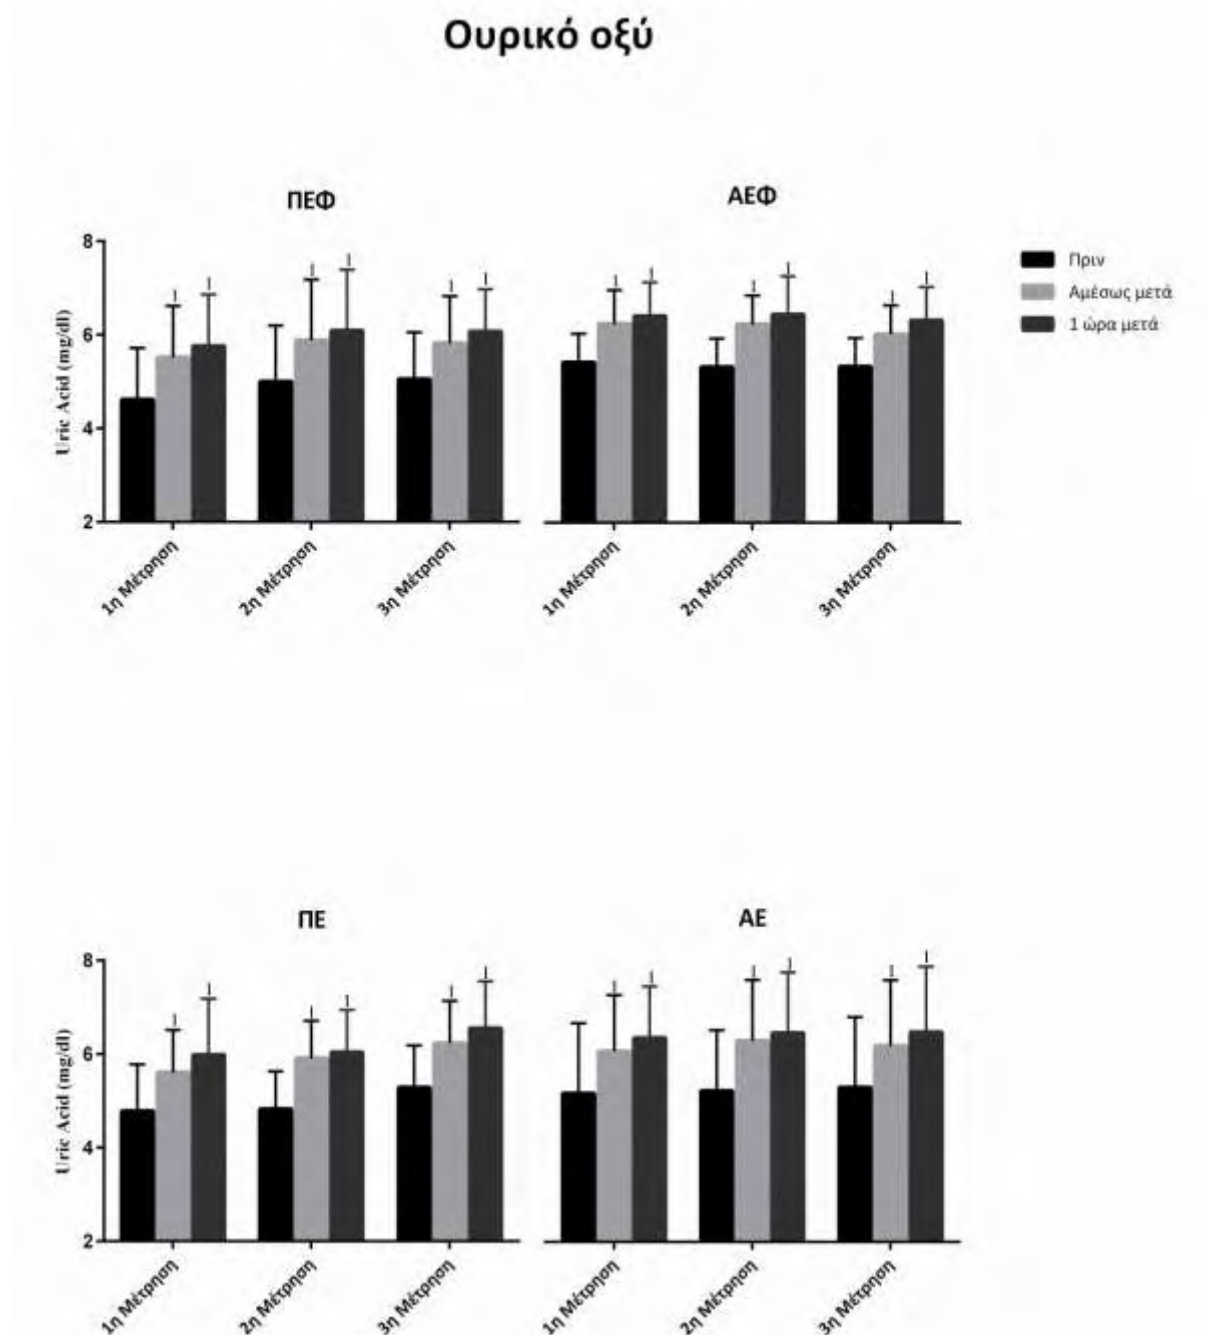 Ουρικό οξύ
ΠΕΦ
ΑΕΦ
8
6
4
2
Uric Acid (mg/dl)
1η Μέτρηση
2η Μέτρηση
3η Μέτρηση
1η Μέτρηση
2η Μέτρηση
3η Μέτρηση
Πριν
Αμέσως μετά
1 ώρα μετά
ΠΕ
ΑΕ
8
6
4
2
Uric Acid (mg/dl)
1η Μέτρηση
2η Μέτρηση
3η Μέτρηση
1η Μέτρηση
2η Μέτρηση
3η Μέτρηση